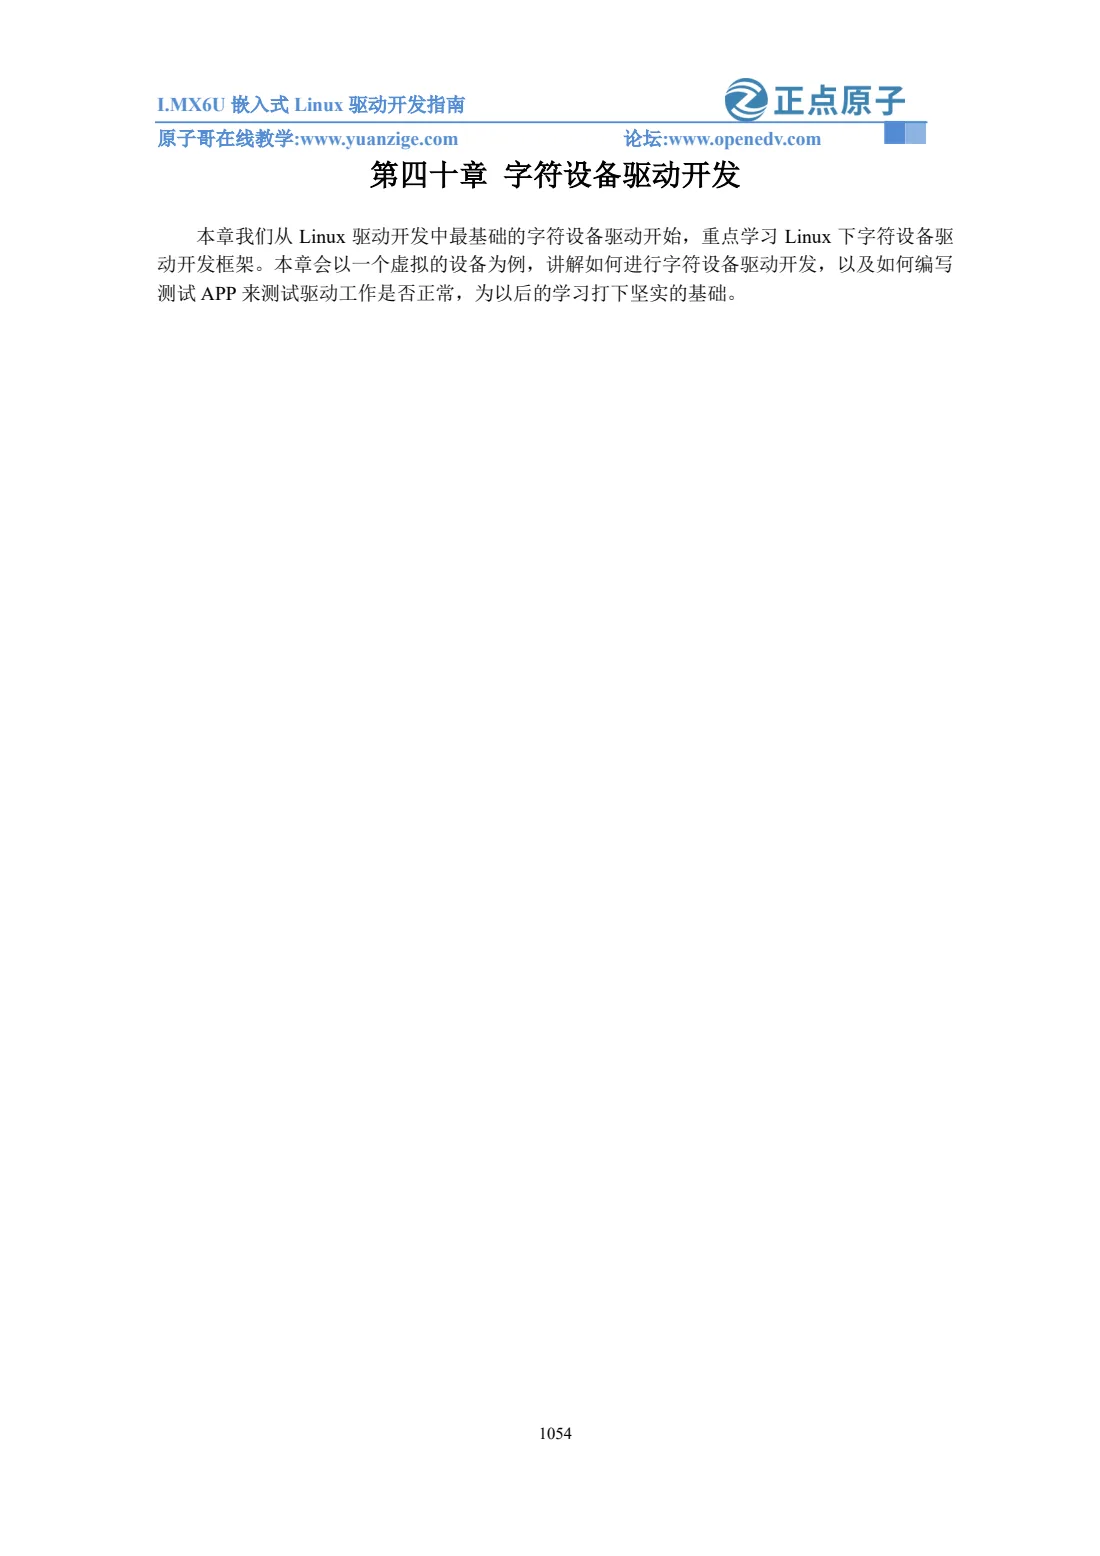 I.MX6U 嵌入式 Linux 驱动开发指南
正点原子
原子哥在线教学:www.yuanzige.com 论坛:www.openedv.com
第四十章 字符设备驱动开发
本章我们从 Linux 驱动开发中最基础的字符设备驱动开始，重点学习 Linux 下字符设备驱
动开发框架。本章会以一个虚拟的设备为例，讲解如何进行字符设备驱动开发，以及如何编写
测试 APP 来测试驱动工作是否正常，为以后的学习打下坚实的基础。
1054